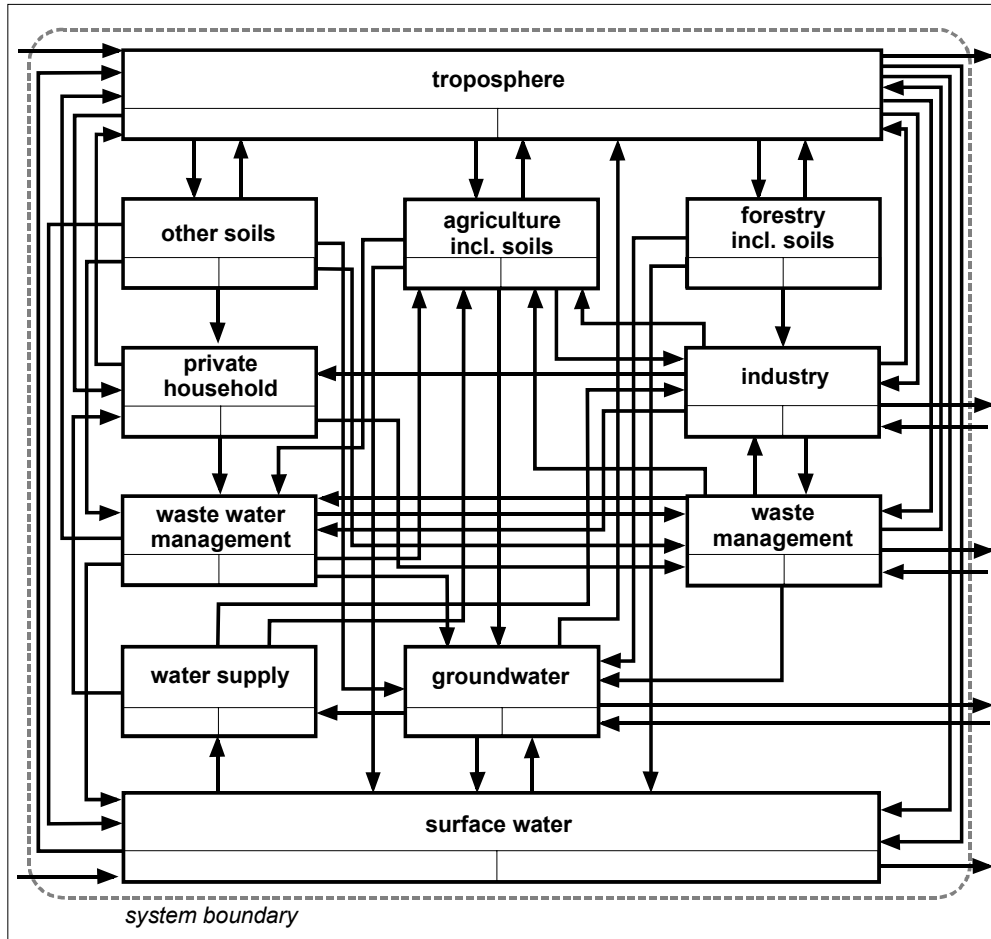 troposphere
other soils
agriculture
incl. soils
forestry
incl. soils
private
household
industry
waste water
management
waste
management
water supply
groundwater
surface water
system boundary